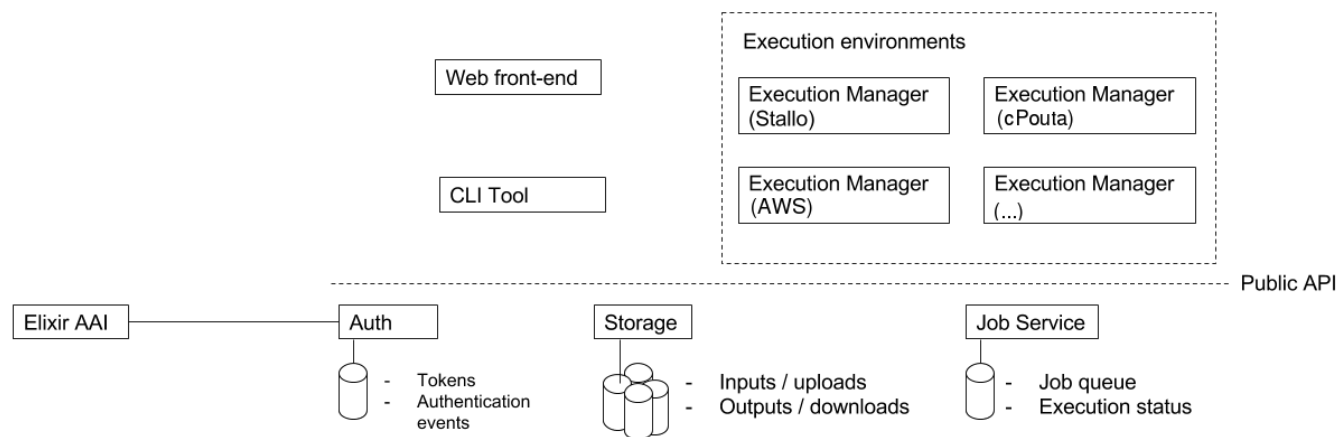 Execution environments
Web front-end
Execution Manager
(Stallo)
Execution Manager
(cPouta)
CLI Tool
Execution Manager
(AWS)
Execution Manager
(...)
Public API
Elixir AAI
Auth
Storage
Job Service
- Tokens
- Authentication
events
- Inputs / uploads
- Outputs / downloads
- Job queue
- Execution status